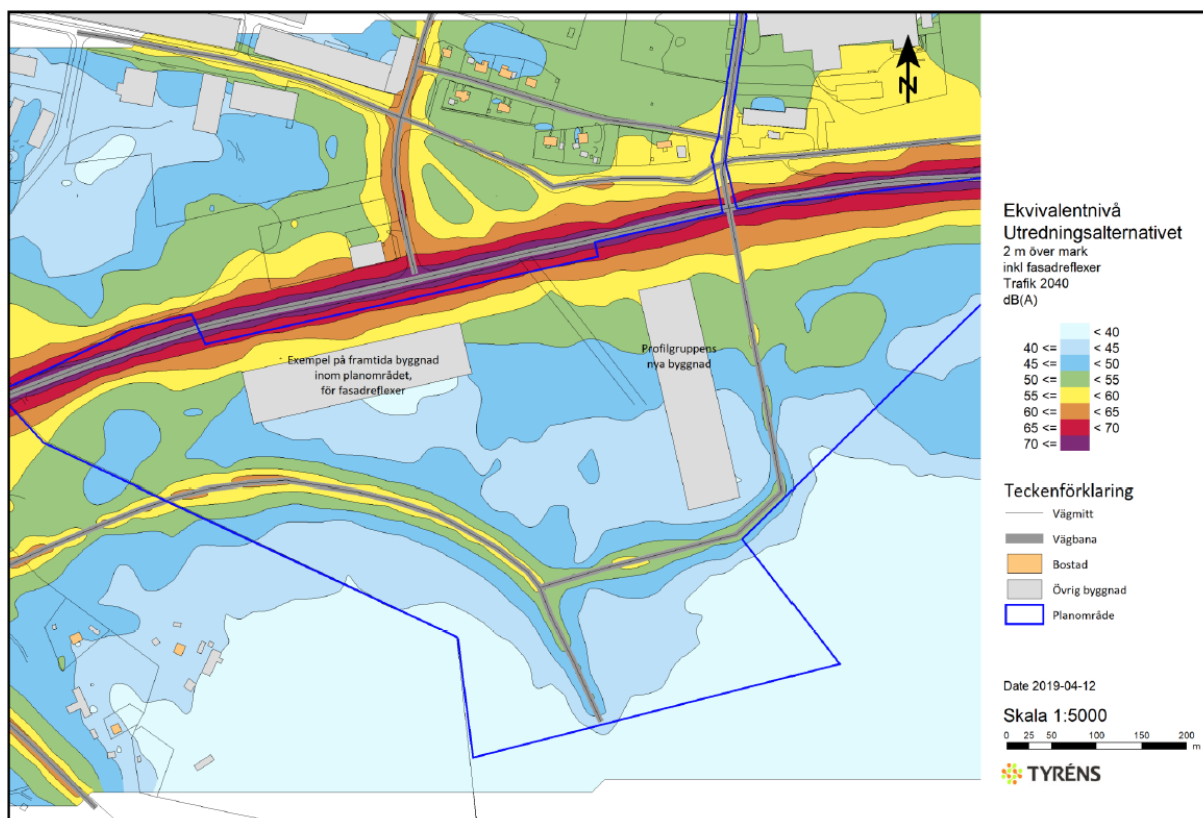 N
Exempel på framtida byggnad
inom planområdet,
för fasadreflexer
Profilgruppens
nya byggnad
Ekvivalentnivå
Utredningsalternativet
2 m över mark
inkl fasadreflexer
Trafik 2040
dB(A)
< 40
40 <= < 45
45 <= < 50
50 <= < 55
55 <= < 60
60 <= < 65
65 <= < 70
70 <=
Teckenförklaring
Vägmitt
Vägbana
Bostad
Övrig byggnad
Planområde
Date 2019-04-12
Skala 1:5000
0 25 50 100 150 200
m
TYRÉNS